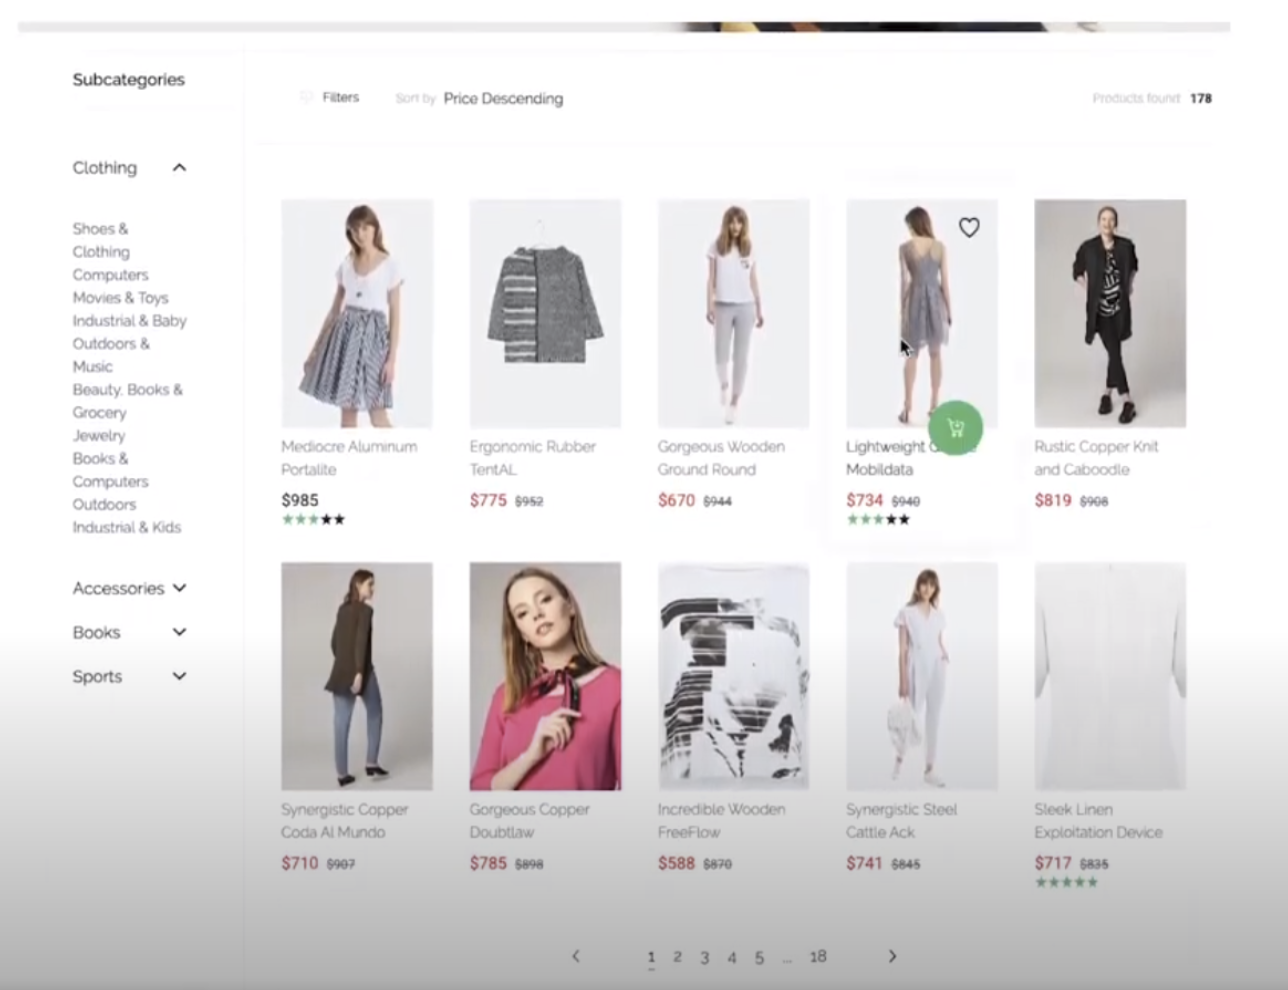 Subcategories
Filters
Sort by Price Descending
Products found 178
Clothing
Shoes &
Clothing
Computers
Movies & Toys
Industrial & Baby
Outdoors &
Music
Beauty, Books &
Grocery
Jewelry
Books &
Computers
Outdoors
Industrial & Kids
Accessories
Books
Sports
Mediocre Aluminum
Portalite
$985
Ergonomic Rubber
TentAL
$775 $952
Gorgeous Wooden
Ground Round
$670 $944
Lightweight
Mobildata
$734 $940
Rustic Copper Knit
and Caboodle
$819 $908
Synergistic Copper
Coda Al Mundo
$710 $907
Gorgeous Copper
Doubtlaw
$785 $898
Incredible Wooden
FreeFlow
$588 $870
Synergistic Steel
Cattle Ack
$741 $845
Sleek Linen
Exploitation Device
$717 $835
1 2 3 4 5 ... 18